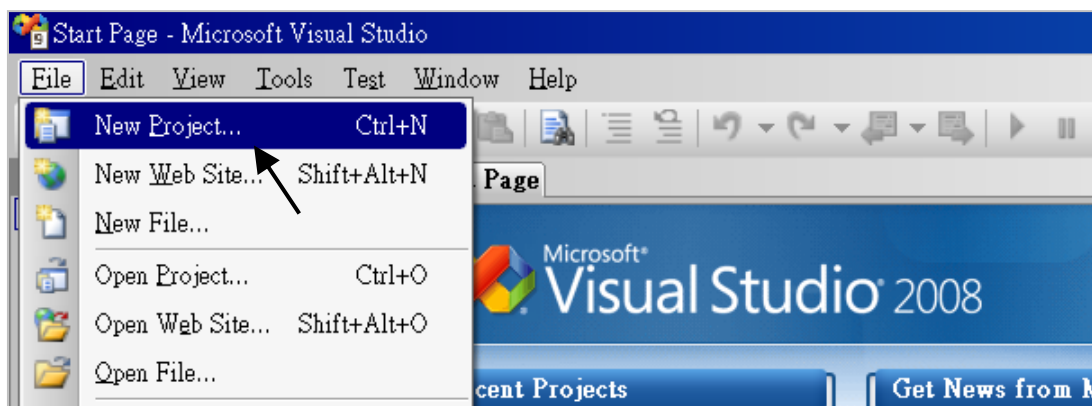 Start Page - Microsoft Visual Studio
File Edit View Tools Test Window Help
New Project... Ctrl+N
New Web Site... Shift+Alt+N
Page
New File...
Open Project... Ctrl+O
Microsoft
Visual Studio 2008
Open Web Site... Shift+Alt+O
Open File...
cent Projects
Get News from M